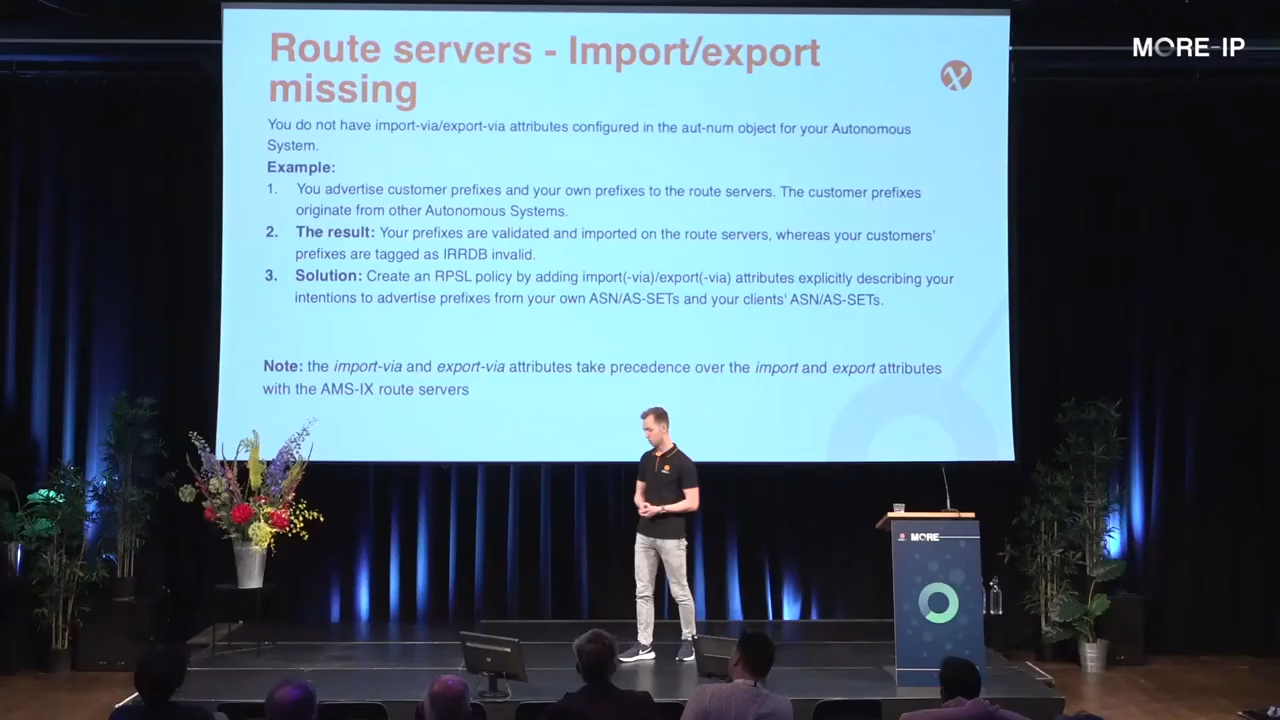 MORE-IP
Route servers - Import/export
missing
You do not have import-via/export-via attributes configured in the aut-num object for your Autonomous
System.
Example:
1. You advertise customer prefixes and your own prefixes to the route servers. The customer prefixes
originate from other Autonomous Systems.
2. The result: Your prefixes are validated and imported on the route servers, whereas your customers'
prefixes are tagged as IRRDB invalid.
3. Solution: Create an RPSL policy by adding import(-via)/export(-via) attributes explicitly describing your
intentions to advertise prefixes from your own ASN/AS-SETs and your clients' ASN/AS-SETs.
Note: the import-via and export-via attributes take precedence over the import and export attributes
with the AMS-IX route servers
MORE